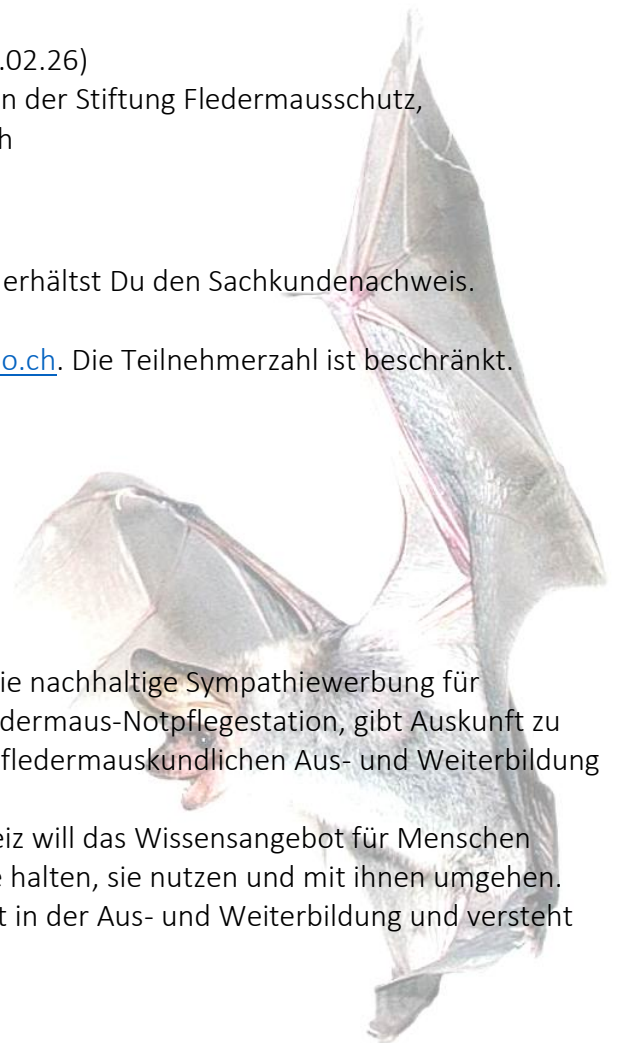 .02.26)
n der Stiftung Fledermausschutz,
h
erhältst Du den Sachkundenachweis.
o.ch. Die Teilnehmerzahl ist beschränkt.
ie nachhaltige Sympathiewerbung für
dermaus-Notpflegestation, gibt Auskunft zu
fledermauskundlichen Aus- und Weiterbildung
eiz will das Wissensangebot für Menschen
e halten, sie nutzen und mit ihnen umgehen.
t in der Aus- und Weiterbildung und versteht